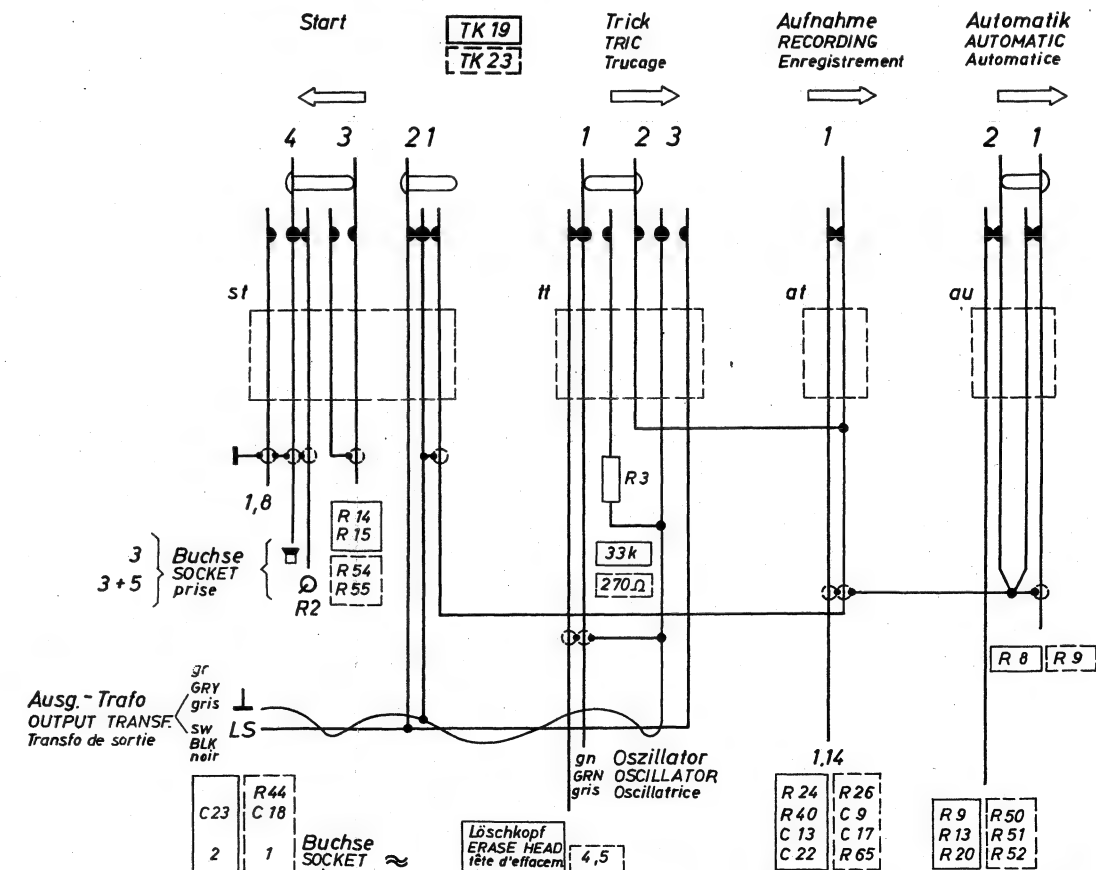 Start
TK 19
TK 23
Trick
TRIC
Trucage
Aufnahme
RECORDING
Enregistrement
Automatik
AUTOMATIC
Automatice
4 3 2 1 1 2 3 1 2 1
st
tt
at
au
1,8
R 14
R 15
R 54
R 55
3
3 + 5
Buchse
SOCKET
prise
R2
R 3
33k
270Ω
R 8
R 9
Ausg.- Trafo
OUTPUT TRANSF.
Transfo de sortie
gr
GRY
gris
sw
BLK
noir
LS
gn
GRN
gris
Oszillator
OSCILLATOR
Oscillatrice
1,14
C23
2
R44
C 18
1
Buchse
SOCKET
≈
Löschkopf
ERASE HEAD
tête d'effacem.
4,5
R 24
R 40
C 13
C 22
R 26
C 9
C 17
R 65
R 9
R 13
R 20
R 50
R 51
R 52